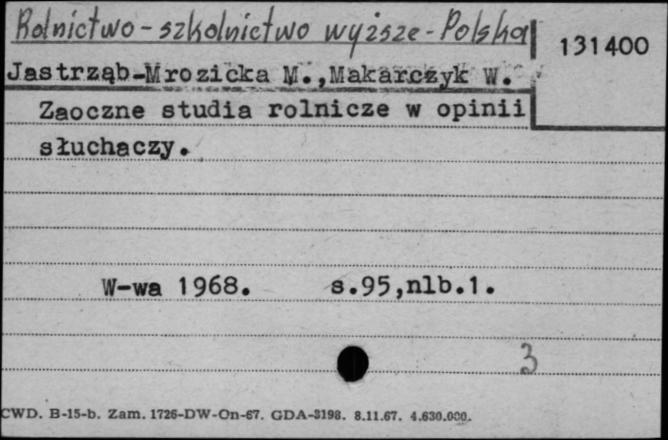 Rolnictwo - szkolnictwo wyższe - Polska
131400
Jastrząb-Mrozicka M.,Makarczyk W.
Zaoczne studia rolnicze w opinii
słuchaczy.
W-wa 1968. s.95,nlb.1.
3
CWD. B-15-b. Zam. 1726-DW-On-67. GDA-3198. 8.11.67. 4.630.000.